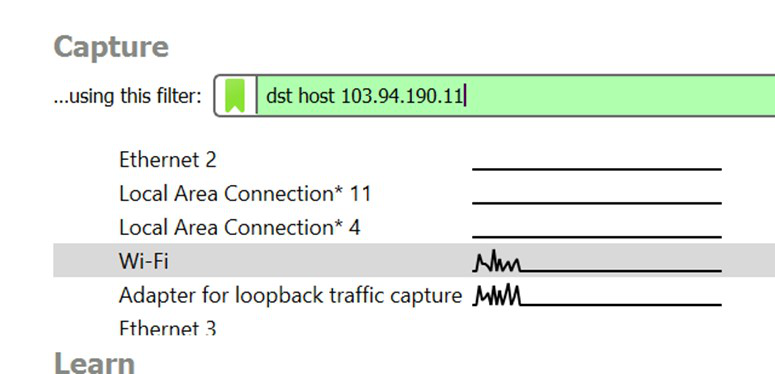 Capture
...using this filter: dst host 103.94.190.11
Ethernet 2
Local Area Connection* 11
Local Area Connection* 4
Wi-Fi
Adapter for loopback traffic capture
Ethernet 3
Learn